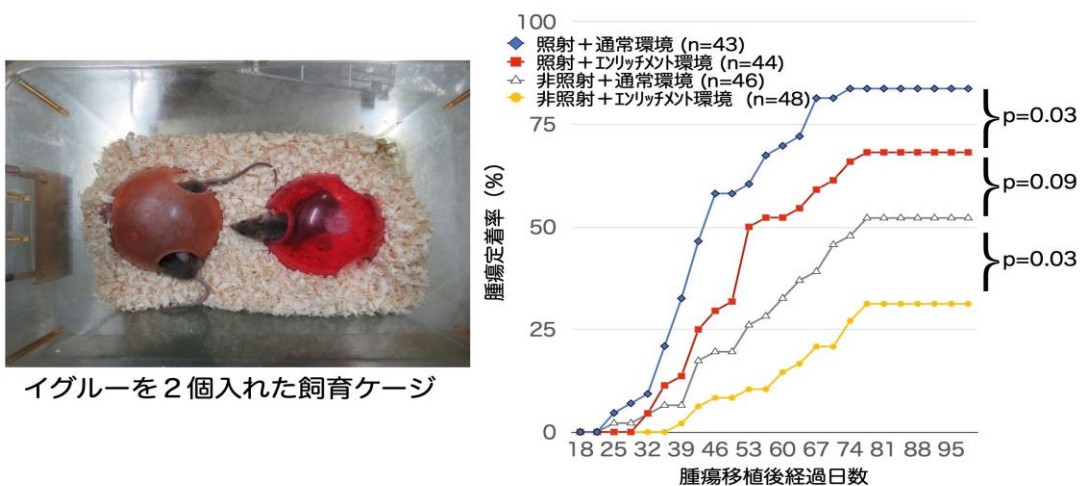 イグルーを２個入れた飼育ケージ
100
75
50
25
0
腫瘍定着率（%）
照射＋通常環境 (n=43)
照射＋エンリッチメント環境 (n=44)
非照射＋通常環境 (n=46)
非照射＋エンリッチメント環境 (n=48)
p=0.03
p=0.09
p=0.03
18 25 32 39 46 53 60 67 74 81 88 95
腫瘍移植後経過日数